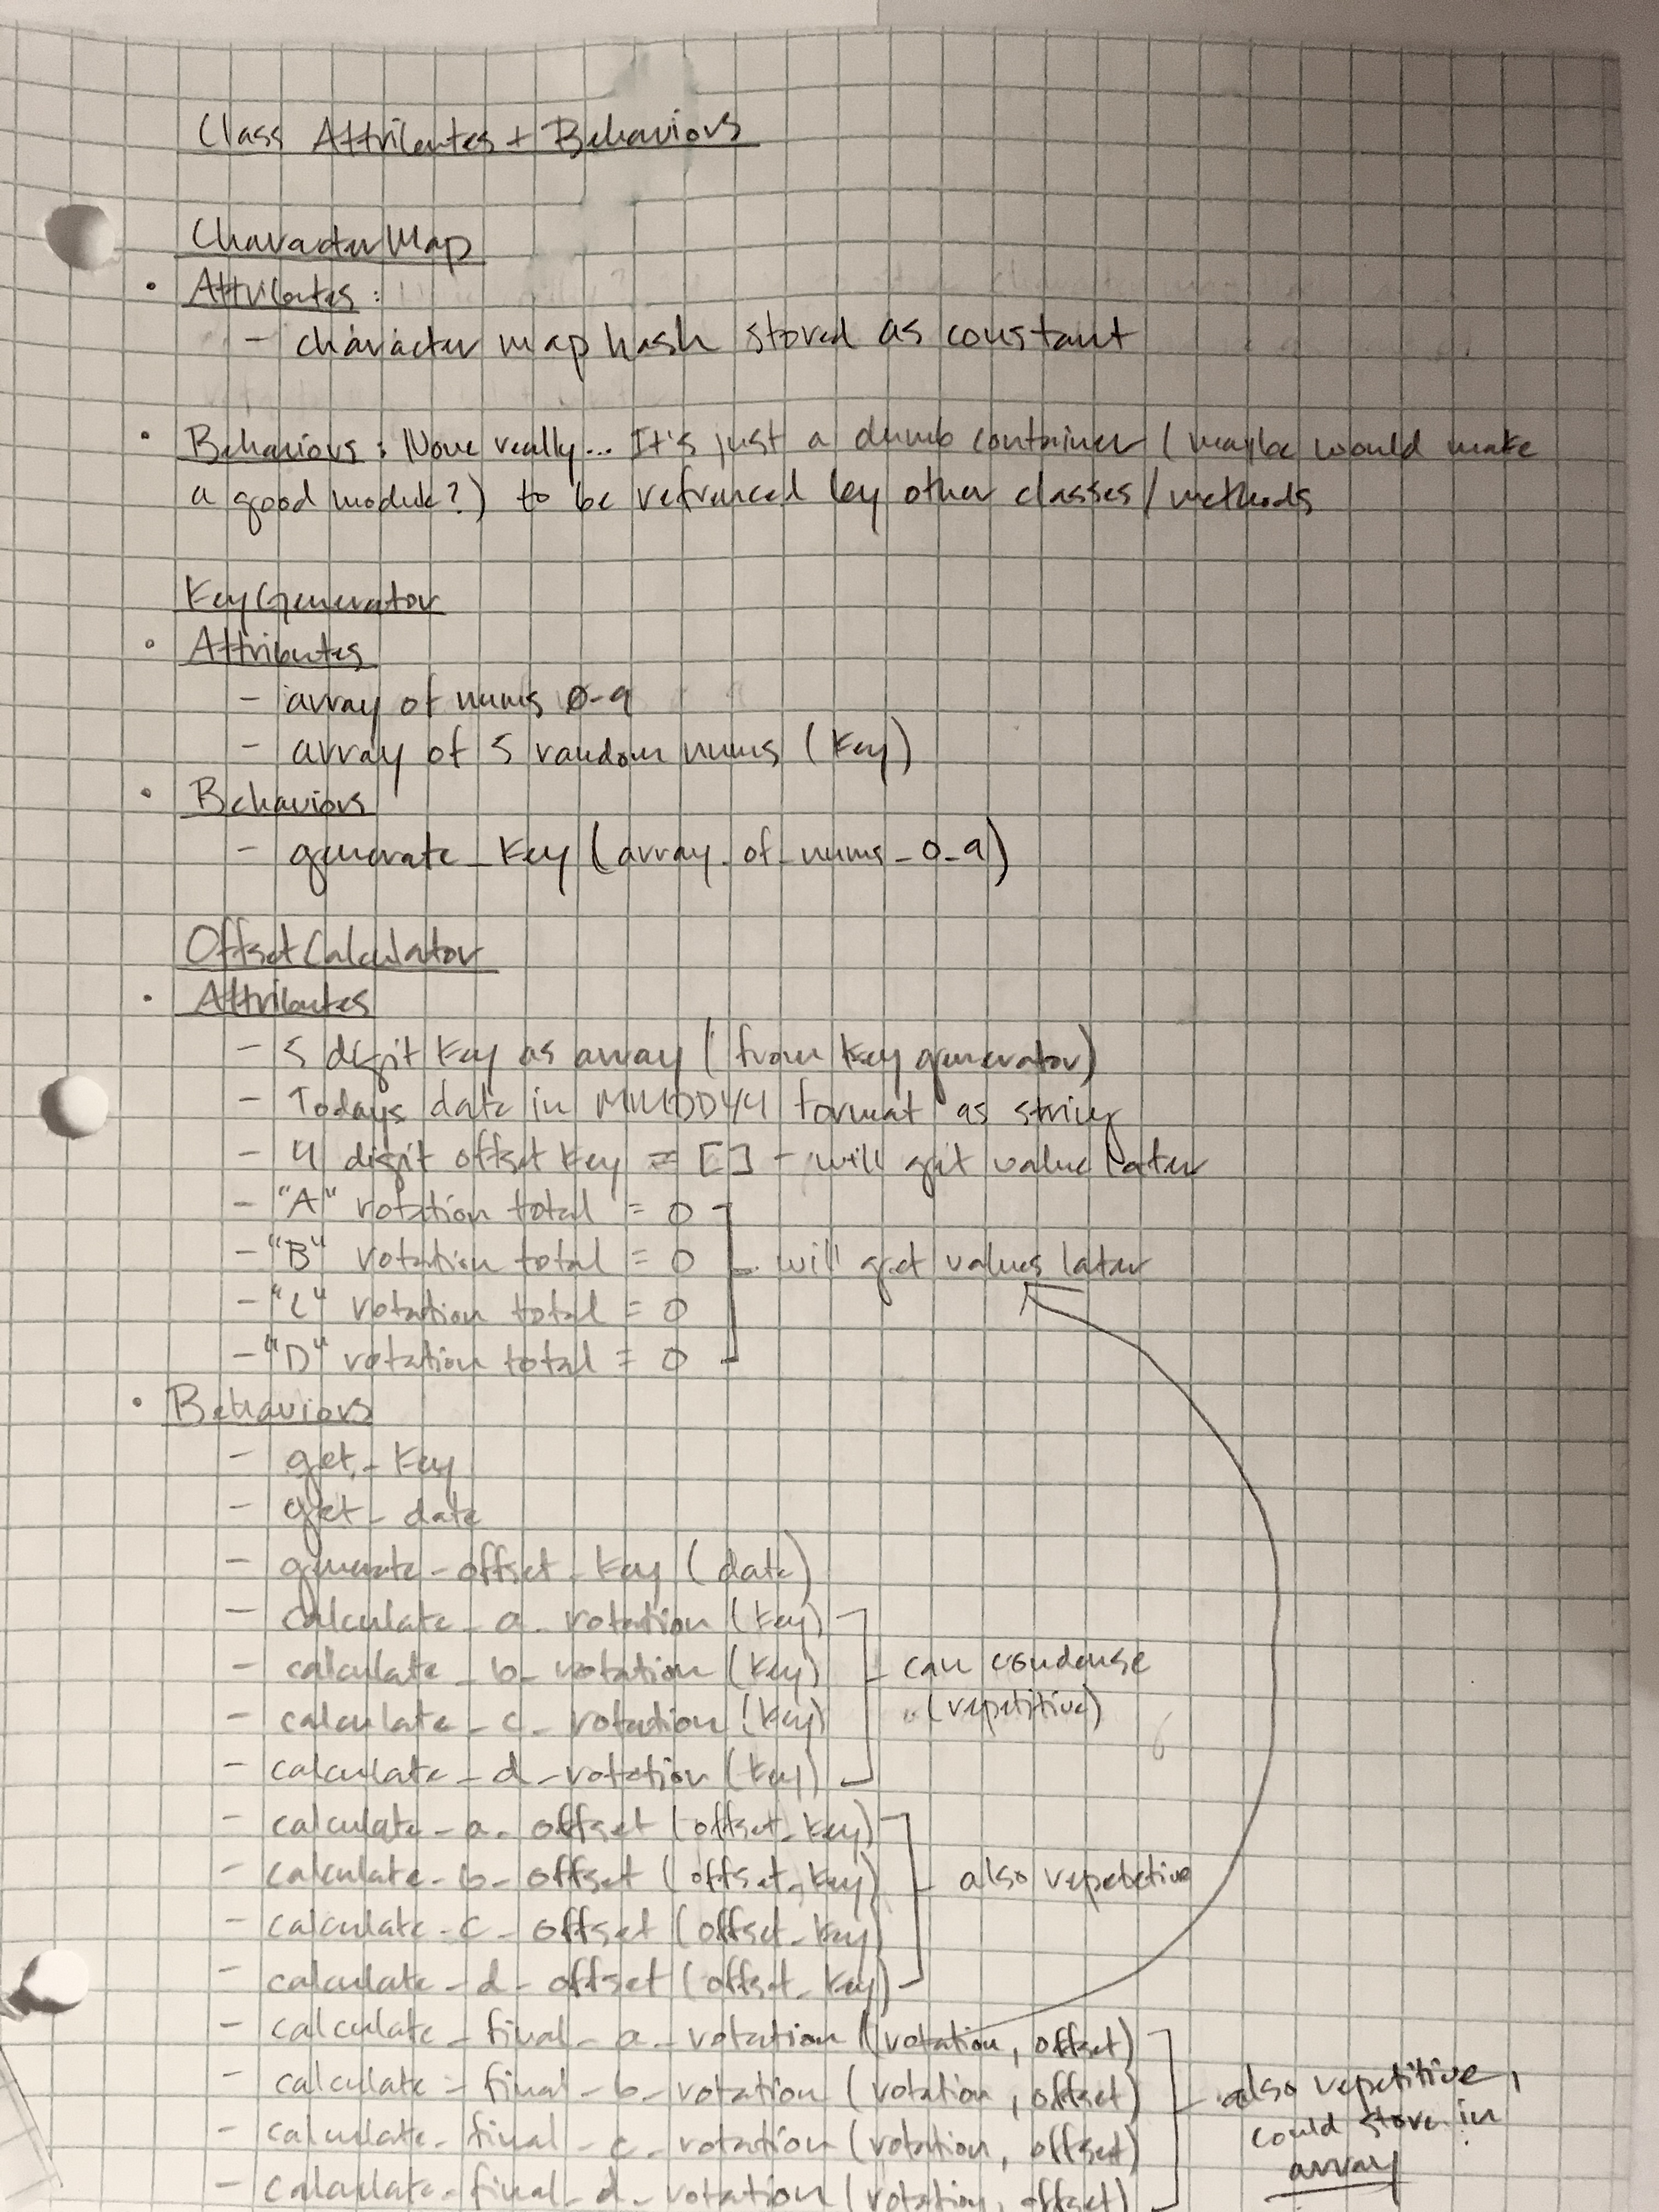 Class Attributes + Behaviors
CharacterMap
• Attributes:
- character map hash stored as constant
• Behaviors: None really... It's just a dumb container (maybe would make
a good module?) to be refrenced by other classes/methods
KeyGenerator
• Attributes
- array of nums 0-9
- array of 5 random nums (key)
• Behaviors
- generate_key (array_of_nums_0_9)
OffsetCalculator
• Attributes
- 5 digit key as array (from key generator)
- Todays date in MMDDYY format as string
- 4 digit offset key = [] - will get value later
- "A" rotation total = 0
- "B" rotation total = 0 will get values later
- "C" rotation total = 0
- "D" rotation total = 0
• Behaviors
- get_key
- get_date
- generate_offset_key (date)
- calculate_a_rotation (key)
- calculate_b_rotation (key) can condense
- calculate_c_rotation (key) (repetitive)
- calculate_d_rotation (key)
- calculate_a_offset (offset_key)
- calculate_b_offset (offset_key) also repetetive
- calculate_c_offset (offset_key)
- calculate_d_offset (offset_key)
- calculate_final_a_rotation (rotation, offset)
- calculate_final_b_rotation (rotation, offset) also repetitive,
- calculate_final_c_rotation (rotation, offset) could store in
- calculate_final_d_rotation (rotation, offset) array